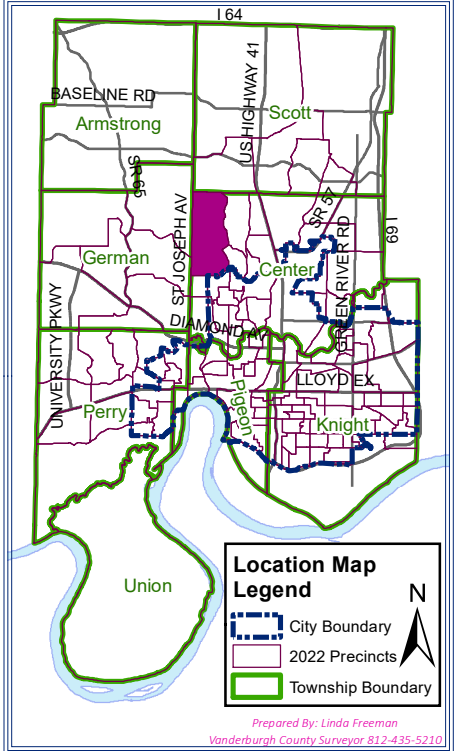 I 64
US HIGHWAY 41
BASELINE RD
Scott
Armstrong
SR 65
SR 57
ST JOSEPH AV
I 69
GREEN RIVER RD
German
Center
UNIVERSITY PKWY
DIAMOND AV
LLOYD EX
Perry
Pigeon
Knight
Union
Location Map
Legend
N
City Boundary
2022 Precincts
Township Boundary
Prepared By: Linda Freeman
Vanderburgh County Surveyor 812-435-5210